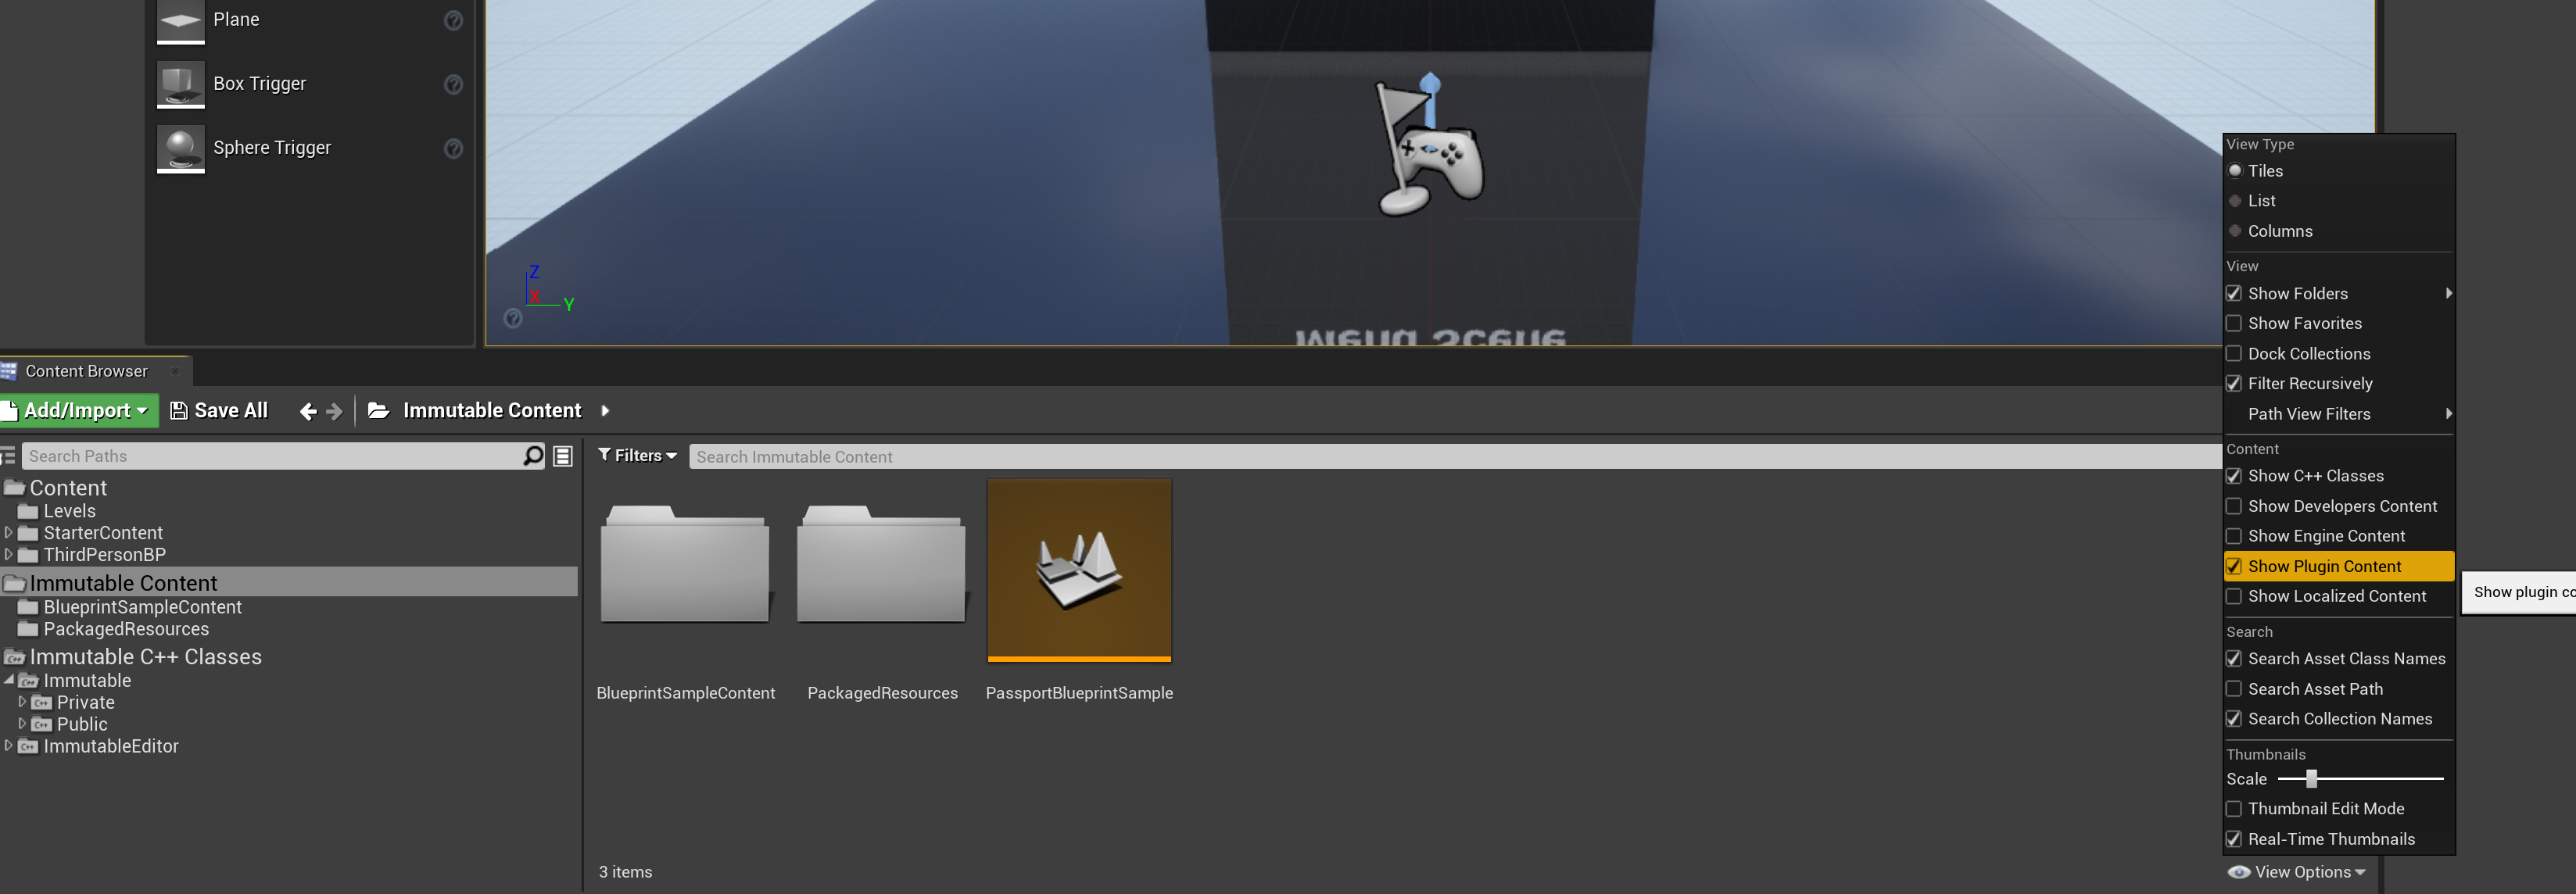 Plane
Box Trigger
Sphere Trigger
Z
X
Y
View Type
Tiles
List
Columns
View
Show Folders
Show Favorites
Dock Collections
Filter Recursively
Path View Filters
Content
Show C++ Classes
Show Developers Content
Show Engine Content
Show Plugin Content
Show Localized Content
Show plugin co
Search
Search Asset Class Names
Search Asset Path
Search Collection Names
Thumbnails
Scale
Thumbnail Edit Mode
Real-Time Thumbnails
View Options
Content Browser
Add/Import
Save All
Immutable Content
Search Paths
Filters
Search Immutable Content
Content
Levels
StarterContent
ThirdPersonBP
Immutable Content
BlueprintSampleContent
PackagedResources
Immutable C++ Classes
Immutable
Private
Public
ImmutableEditor
BlueprintSampleContent
PackagedResources
PassportBlueprintSample
3 items